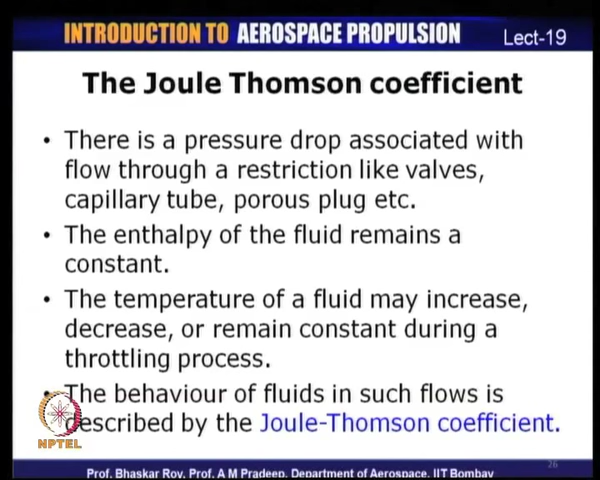 INTRODUCTION TO AEROSPACE PROPULSION
Lect-19
The Joule Thomson coefficient
• There is a pressure drop associated with
flow through a restriction like valves,
capillary tube, porous plug etc.
• The enthalpy of the fluid remains a
constant.
• The temperature of a fluid may increase,
decrease, or remain constant during a
throttling process.
• The behaviour of fluids in such flows is
described by the Joule-Thomson coefficient.
NPTEL
26
Prof. Bhaskar Roy, Prof. A M Pradeep, Department of Aerospace, IIT Bombay